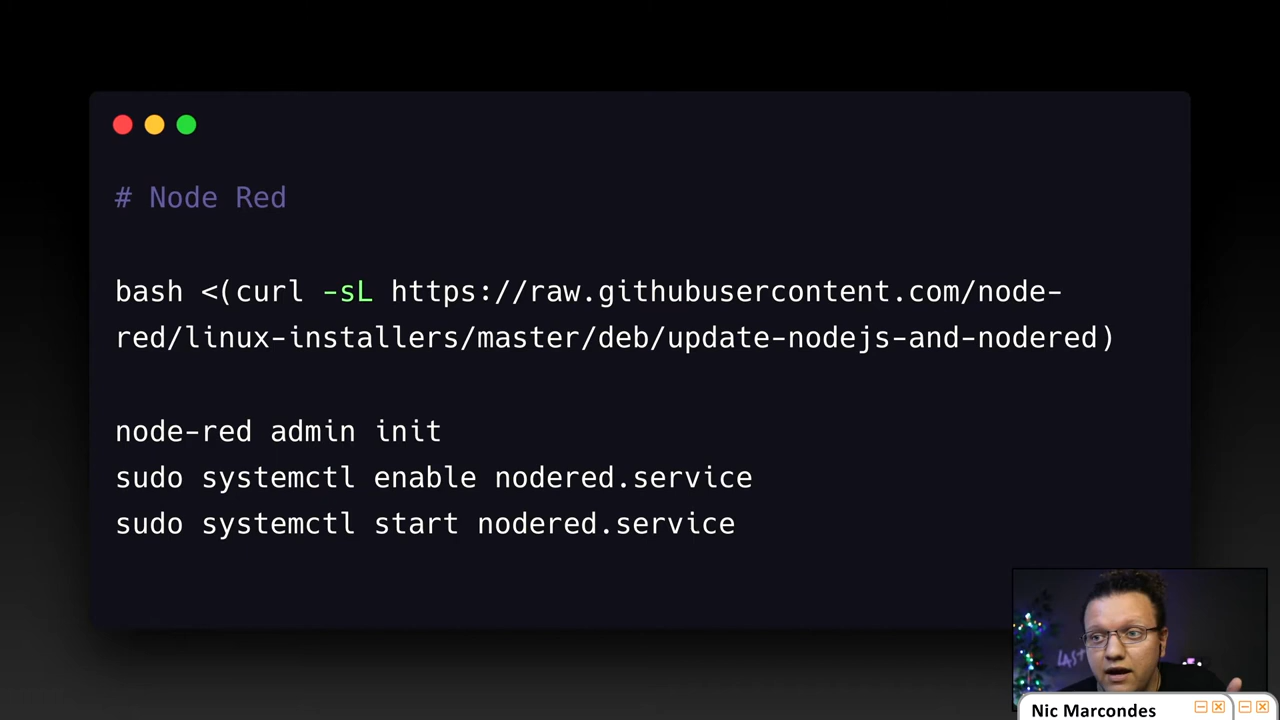 # Node Red
bash <(curl -sL https://raw.githubusercontent.com/node-
red/linux-installers/master/deb/update-nodejs-and-nodered)
node-red admin init
sudo systemctl enable nodered.service
sudo systemctl start nodered.service
Nic Marcondes